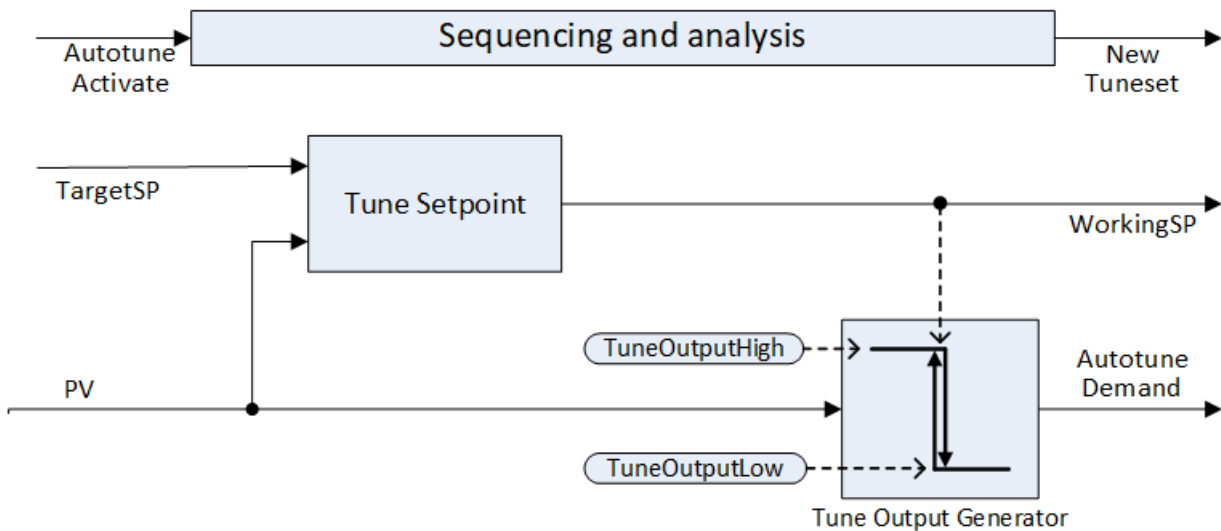 Sequencing and analysis
Autotune
Activate
New
Tuneset
TargetSP
Tune Setpoint
WorkingSP
TuneOutputHigh
PV
Autotune
Demand
TuneOutputLow
Tune Output Generator